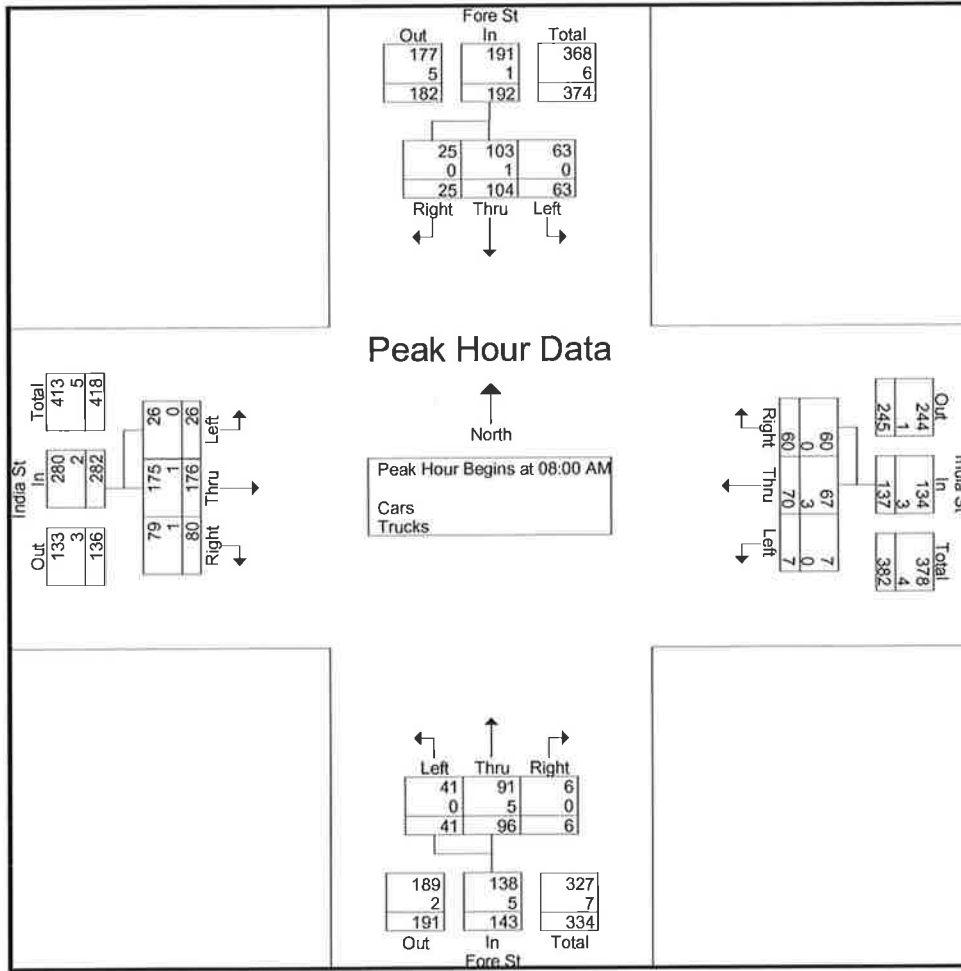 Fore St
Out In Total
177 191 368
5 1 6
182 192 374
25 103 63
0 1 0
25 104 63
Right Thru Left
Peak Hour Data
North
Peak Hour Begins at 08:00 AM
Cars
Trucks
India St
Out In Total
133 280 413
3 2 5
136 282 418
79 175 26
1 1 0
80 176 26
Right Thru Left
India St
Out In Total
244 134 378
1 3 4
245 137 382
60 67 7
0 3 0
60 70 7
Right Thru Left
Left Thru Right
41 91 6
0 5 0
41 96 6
189 138 327
2 5 7
191 143 334
Out In Total
Fore St